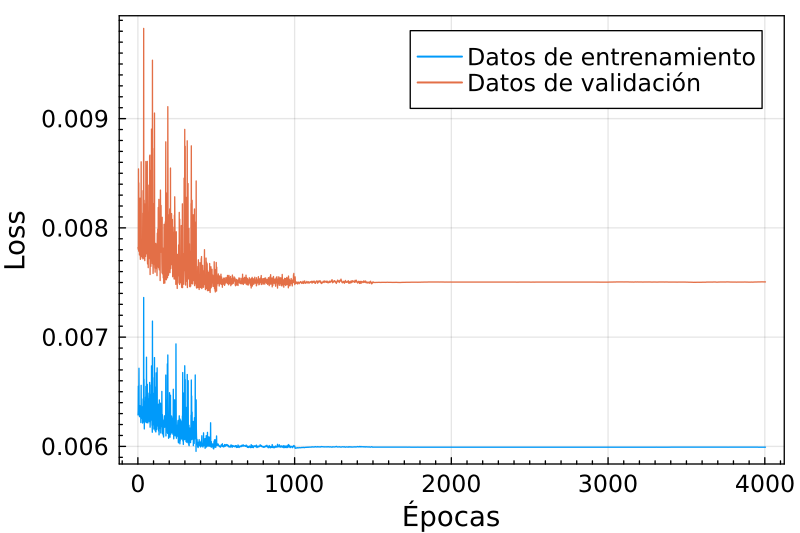 Datos de entrenamiento
Datos de validación
0.009
0.008
0.007
0.006
Loss
0 1000 2000 3000 4000
Épocas